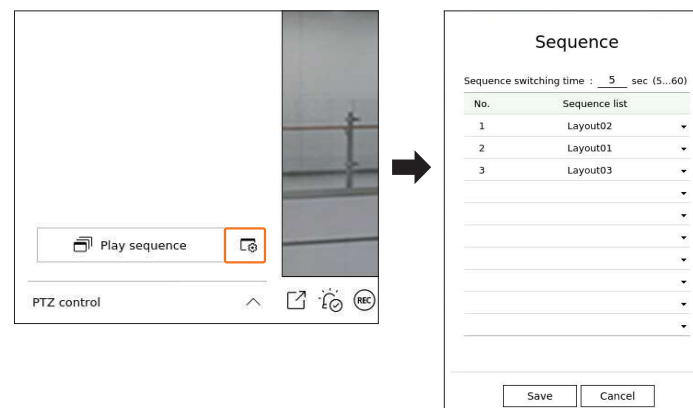 Play sequence
PTZ control
REC
Sequence
Sequence switching time : 5 sec (5...60)
No. Sequence list
1 Layout02
2 Layout01
3 Layout03
Save Cancel